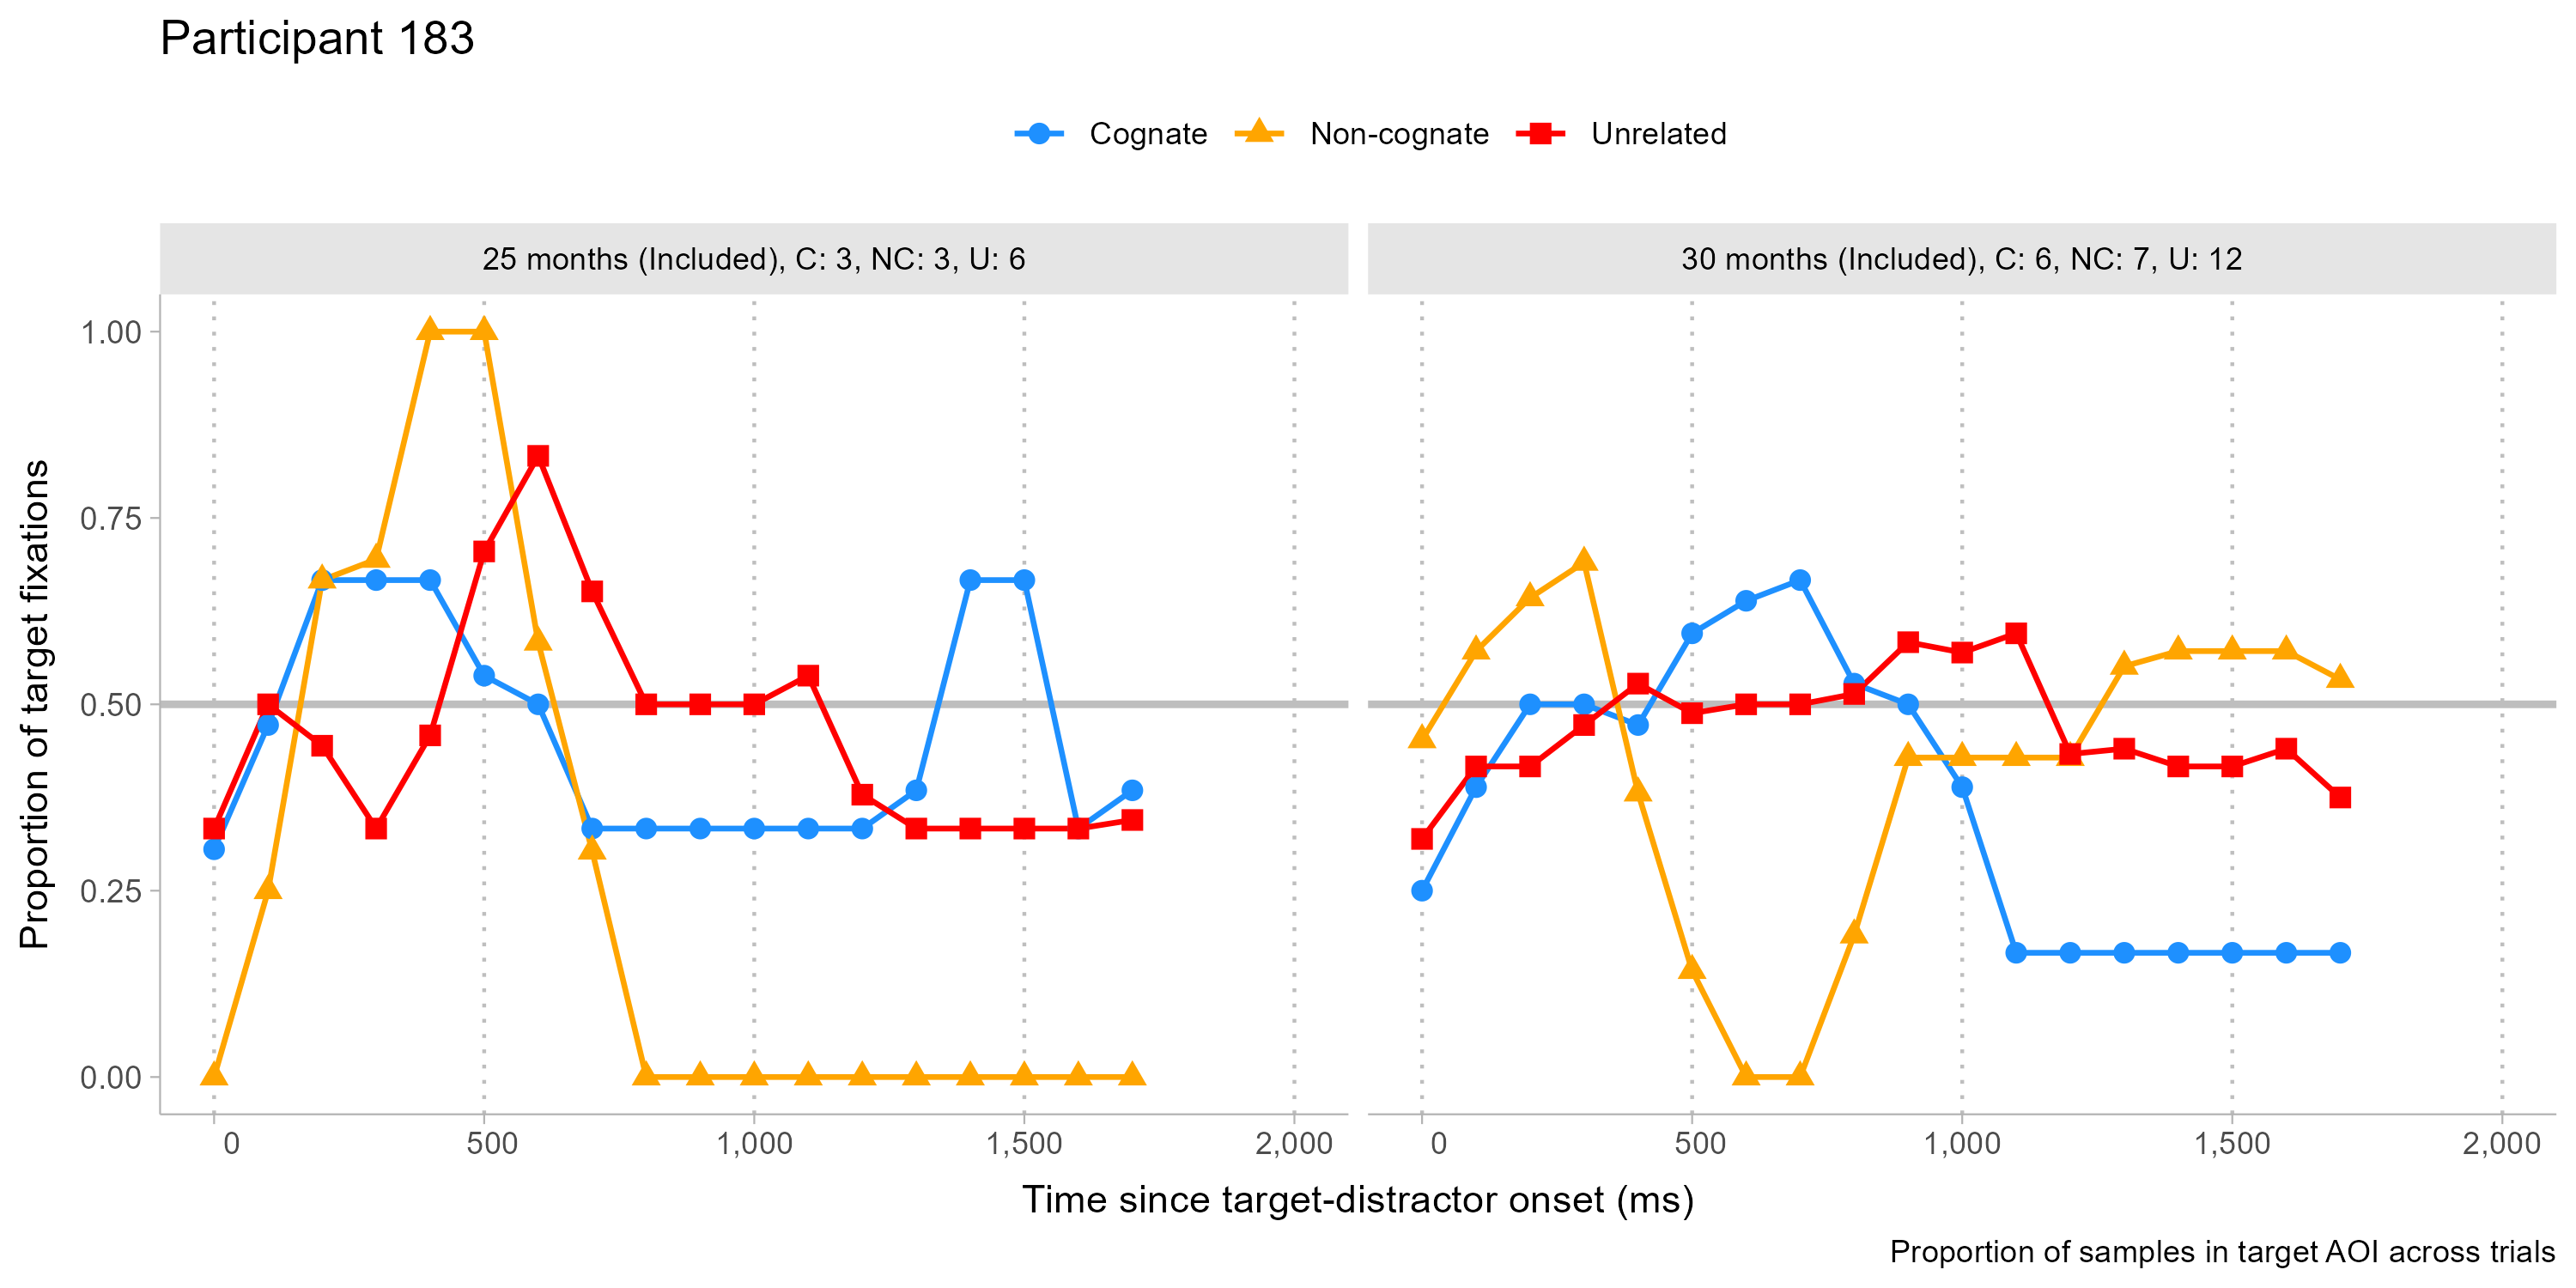 Participant 183
Cognate Non-cognate Unrelated
25 months (Included), C: 3, NC: 3, U: 6
30 months (Included), C: 6, NC: 7, U: 12
Proportion of target fixations
1.00
0.75
0.50
0.25
0.00
0 500 1,000 1,500 2,000
0 500 1,000 1,500 2,000
Time since target-distractor onset (ms)
Proportion of samples in target AOI across trials